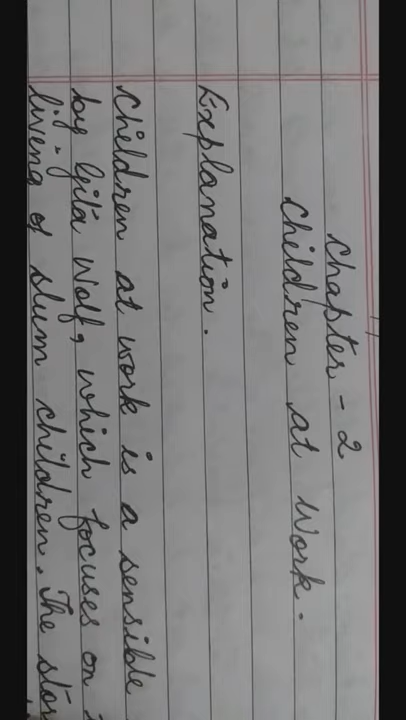 Chapter - 2
Children at Work.
Explanation.
Children at work is a sensible
by Gita Wolf, which focuses on
liveng of slum children. The